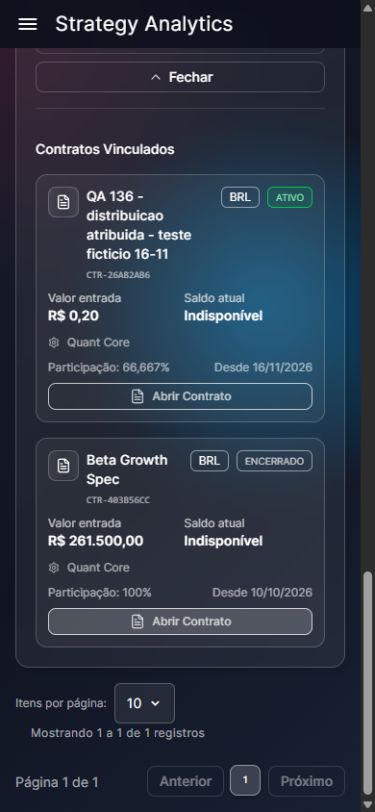 Strategy Analytics
Fechar
Contratos Vinculados
QA 136 -
distribuicao
atribuida - teste
ficticio 16-11
BRL
ATIVO
CTR-26AB2AB6
Valor entrada
Saldo atual
R$ 0,20
Indisponível
Quant Core
Participação: 66,667%
Desde 16/11/2026
Abrir Contrato
Beta Growth
Spec
BRL
ENCERRADO
CTR-403B56CC
Valor entrada
Saldo atual
R$ 261.500,00
Indisponível
Quant Core
Participação: 100%
Desde 10/10/2026
Abrir Contrato
Itens por página:
10
Mostrando 1 a 1 de 1 registros
Página 1 de 1
Anterior
1
Próximo